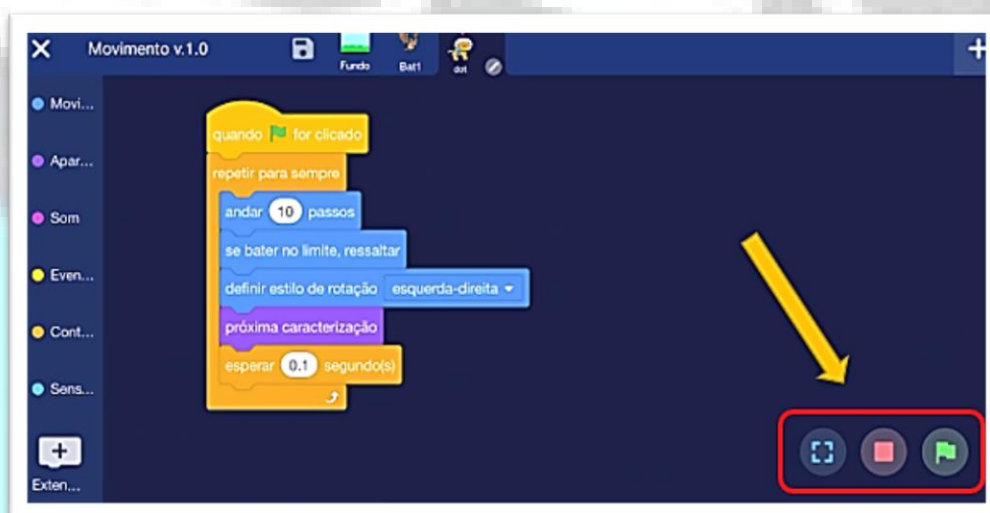 Movimento v.1.0
Fundo
Bat1
dot
Movi...
Apar...
Som
Even...
Cont...
Sens...
Exten...
quando for clicado
repetir para sempre
andar 10 passos
se bater no limite, ressaltar
definir estilo de rotação esquerda-direita
próxima caracterização
esperar 0.1 segundo(s)